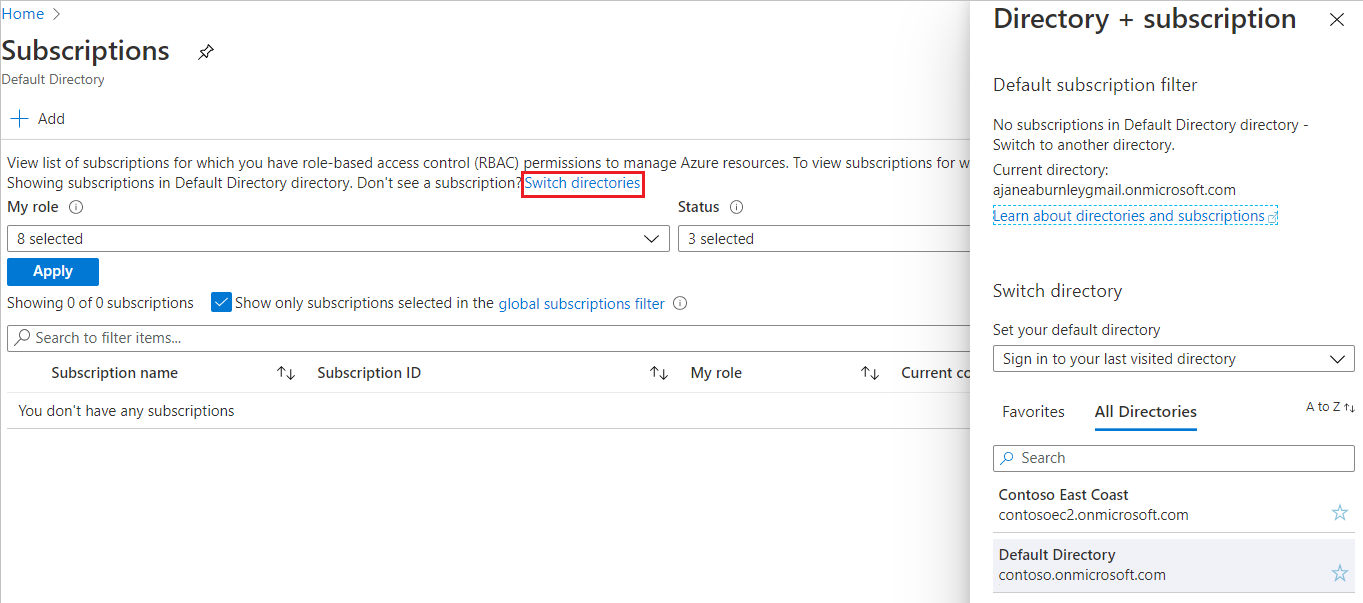 Home
Subscriptions
Default Directory
Add
View list of subscriptions for which you have role-based access control (RBAC) permissions to manage Azure resources. To view subscriptions for w
Showing subscriptions in Default Directory directory. Don't see a subscription? Switch directories
My role
Status
8 selected
3 selected
Apply
Showing 0 of 0 subscriptions
Show only subscriptions selected in the global subscriptions filter
Search to filter items...
Subscription name
Subscription ID
My role
Current co
You don't have any subscriptions
Directory + subscription
Default subscription filter
No subscriptions in Default Directory directory -
Switch to another directory.
Current directory:
ajaneaburnleygmail.onmicrosoft.com
Learn about directories and subscriptions
Switch directory
Set your default directory
Sign in to your last visited directory
Favorites
All Directories
A to Z
Search
Contoso East Coast
contosoec2.onmicrosoft.com
Default Directory
contoso.onmicrosoft.com